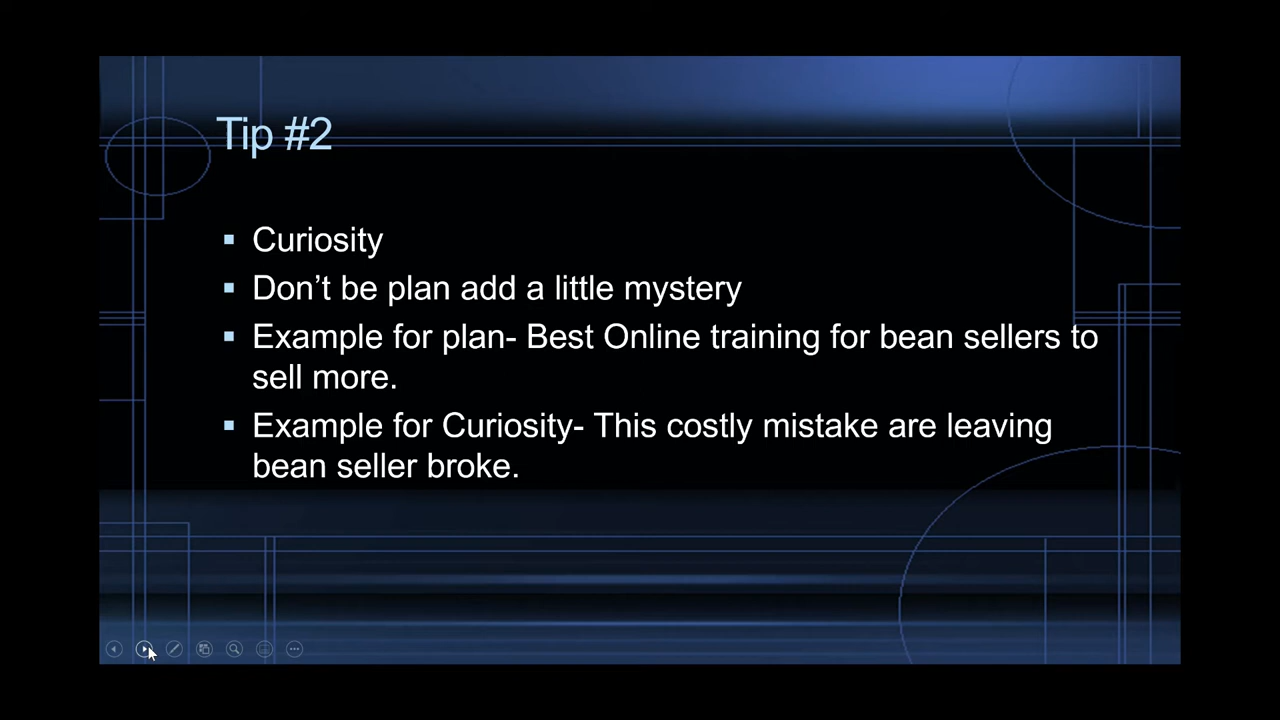 Tip #2
▪ Curiosity
▪ Don’t be plan add a little mystery
▪ Example for plan- Best Online training for bean sellers to
sell more.
▪ Example for Curiosity- This costly mistake are leaving
bean seller broke.